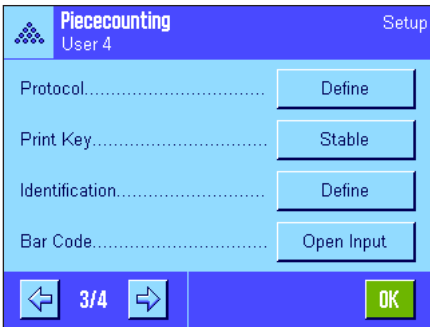 Piececounting Setup
User 4
Protocol................................ Define
Print Key............................... Stable
Identification........................... Define
Bar Code............................... Open Input
3/4 OK